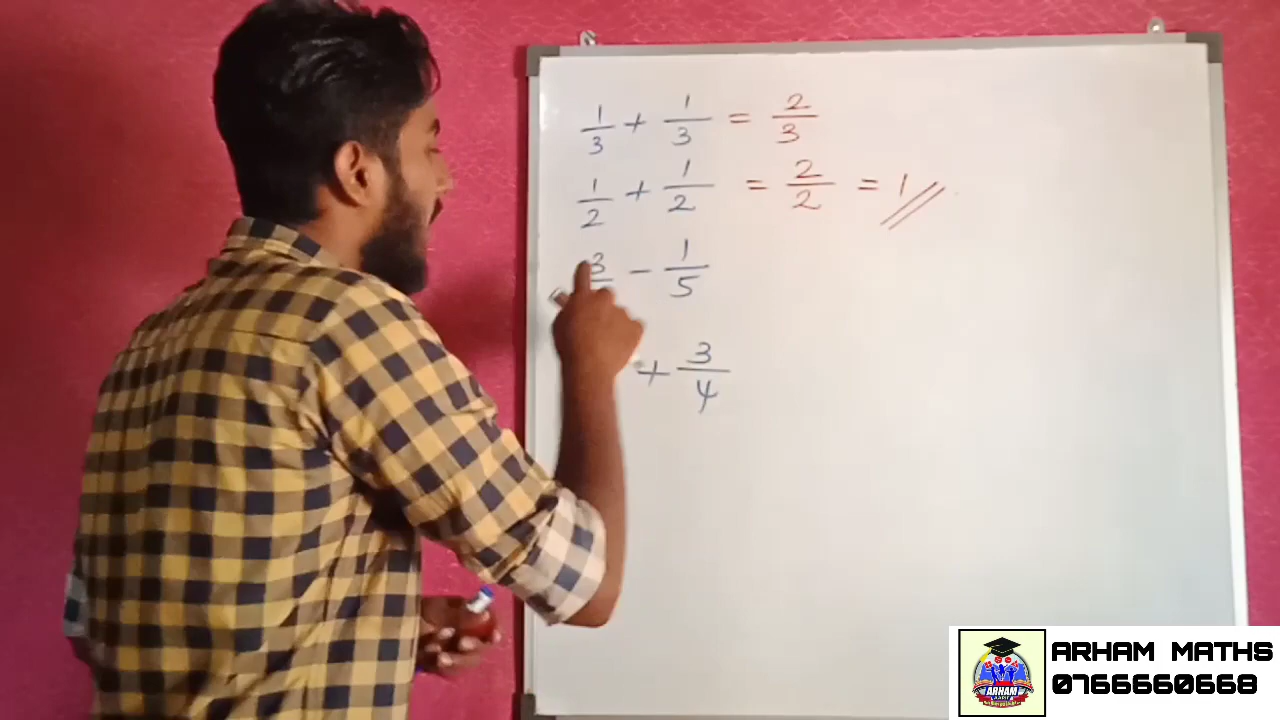 1/3 + 1/3 = 2/3
1/2 + 1/2 = 2/2 = 1
3 - 1/5
+ 3/4
ARHAM
ARHAM MATHS
0766660668